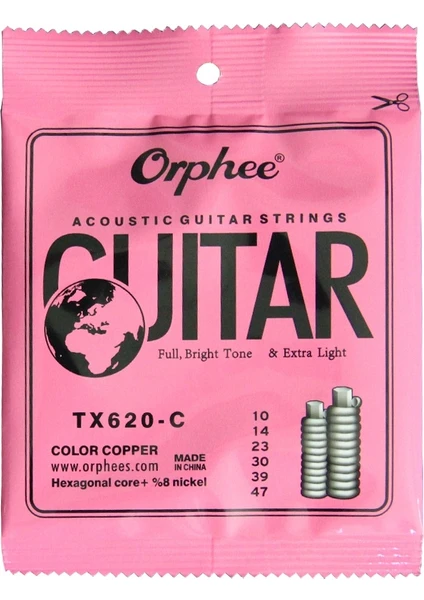 Orphee®
ACOUSTIC GUITAR STRINGS
GUITAR
Full, Bright Tone & Extra Light
TX620-C
COLOR COPPER
www.orphees.com
Hexagonal core+ %8 nickel
MADE
IN CHINA
10
14
23
30
39
47